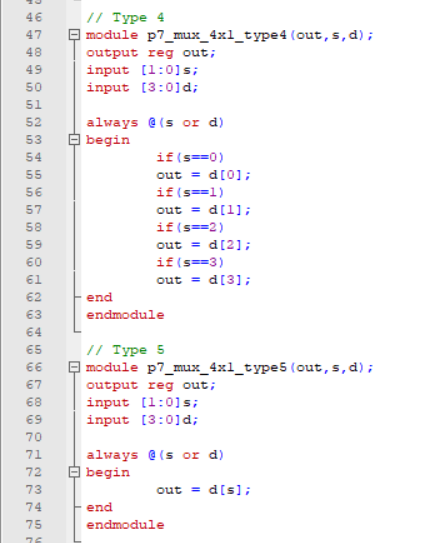 46 // Type 4
47 module p7_mux_4x1_type4(out,s,d);
48 output reg out;
49 input [1:0]s;
50 input [3:0]d;
51
52 always @(s or d)
53 begin
54 if(s==0)
55 out = d[0];
56 if(s==1)
57 out = d[1];
58 if(s==2)
59 out = d[2];
60 if(s==3)
61 out = d[3];
62 end
63 endmodule
64
65 // Type 5
66 module p7_mux_4x1_type5(out,s,d);
67 output reg out;
68 input [1:0]s;
69 input [3:0]d;
70
71 always @(s or d)
72 begin
73 out = d[s];
74 end
75 endmodule